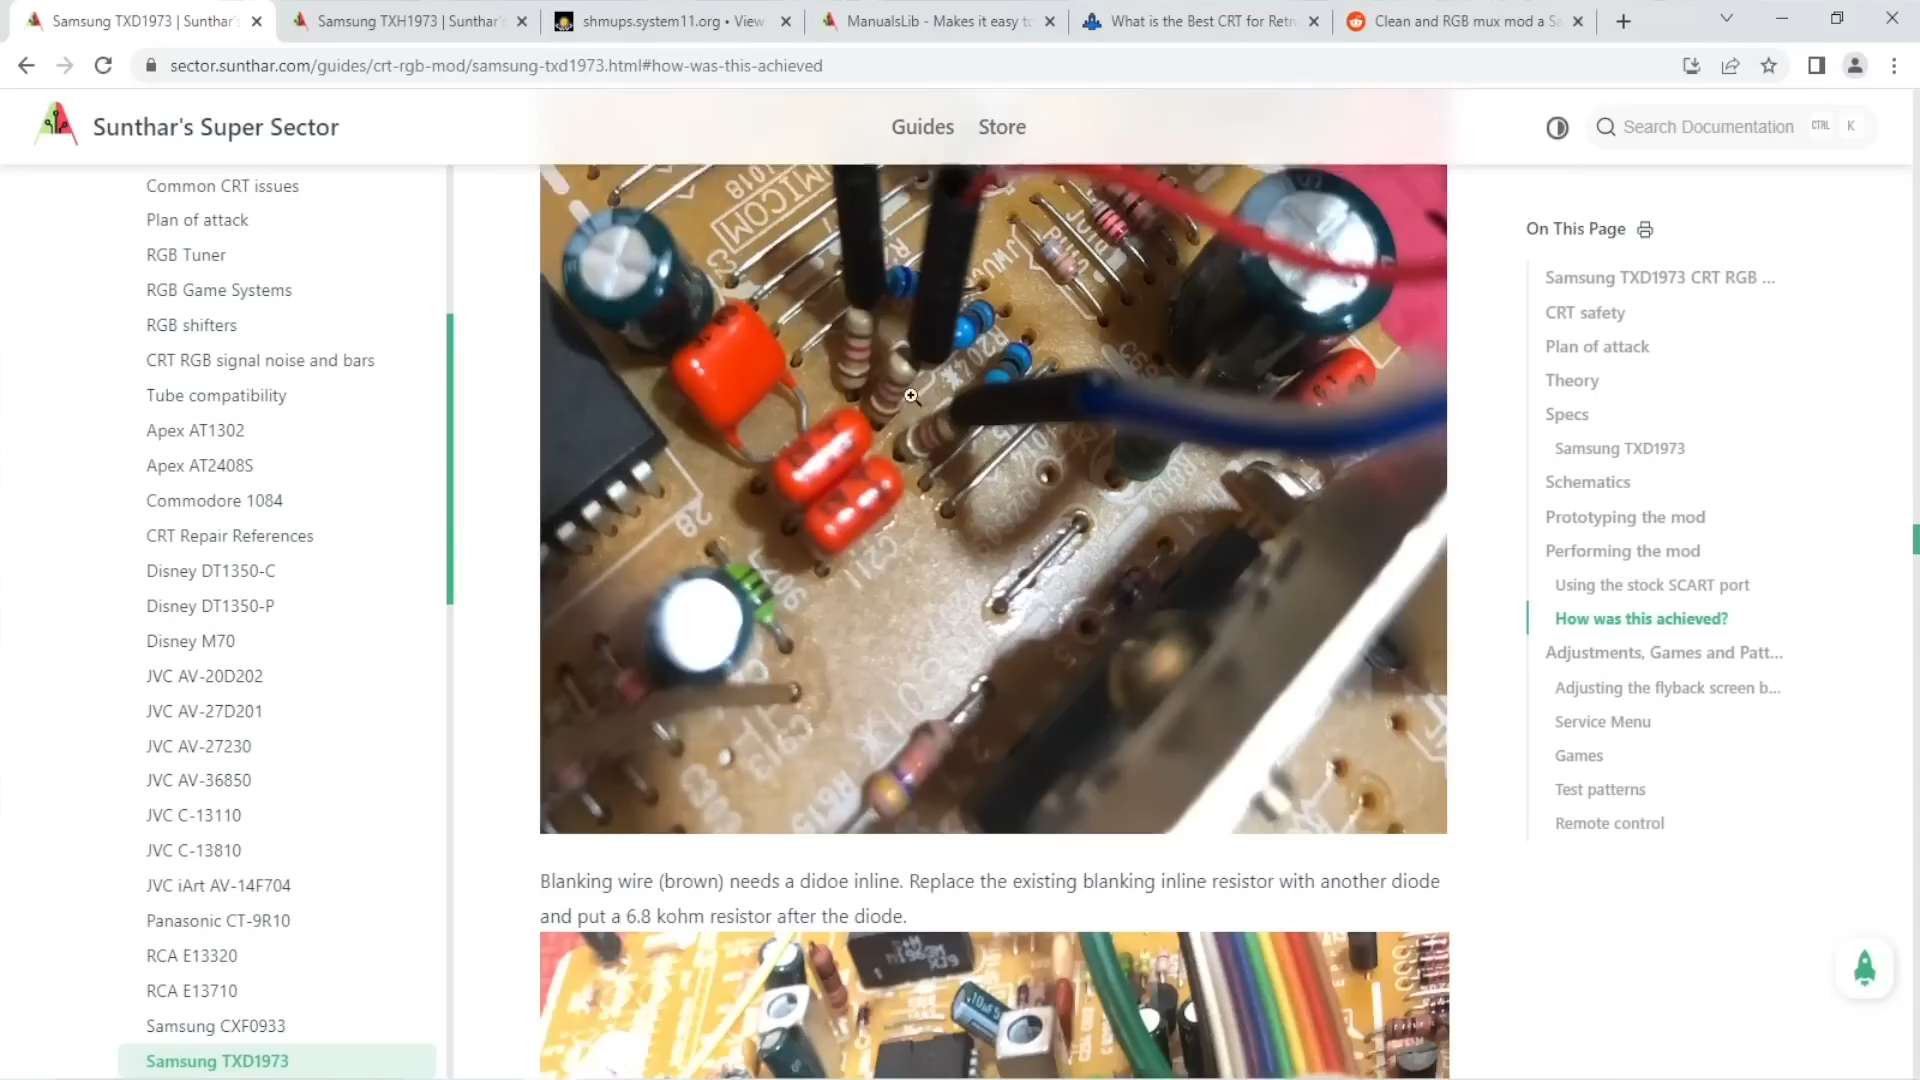 Samsung TXD1973 | Sunthar's
Samsung TXH1973 | Sunthar's
shmups.system11.org • View
ManualsLib - Makes it easy to
What is the Best CRT for Retr
Clean and RGB mux mod a Sa
sector.sunthar.com/guides/crt-rgb-mod/samsung-txd1973.html#how-was-this-achieved
Sunthar's Super Sector
Guides
Store
Search Documentation
CTRL
K
Common CRT issues
Plan of attack
RGB Tuner
RGB Game Systems
RGB shifters
CRT RGB signal noise and bars
Tube compatibility
Apex AT1302
Apex AT2408S
Commodore 1084
CRT Repair References
Disney DT1350-C
Disney DT1350-P
Disney M70
JVC AV-20D202
JVC AV-27D201
JVC AV-27230
JVC AV-36850
JVC C-13110
JVC C-13810
JVC iArt AV-14F704
Panasonic CT-9R10
RCA E13320
RCA E13710
Samsung CXF0933
Samsung TXD1973
MICOM
28
C211
Blanking wire (brown) needs a didoe inline. Replace the existing blanking inline resistor with another diode
and put a 6.8 kohm resistor after the diode.
On This Page
Samsung TXD1973 CRT RGB ...
CRT safety
Plan of attack
Theory
Specs
Samsung TXD1973
Schematics
Prototyping the mod
Performing the mod
Using the stock SCART port
How was this achieved?
Adjustments, Games and Patt...
Adjusting the flyback screen b...
Service Menu
Games
Test patterns
Remote control